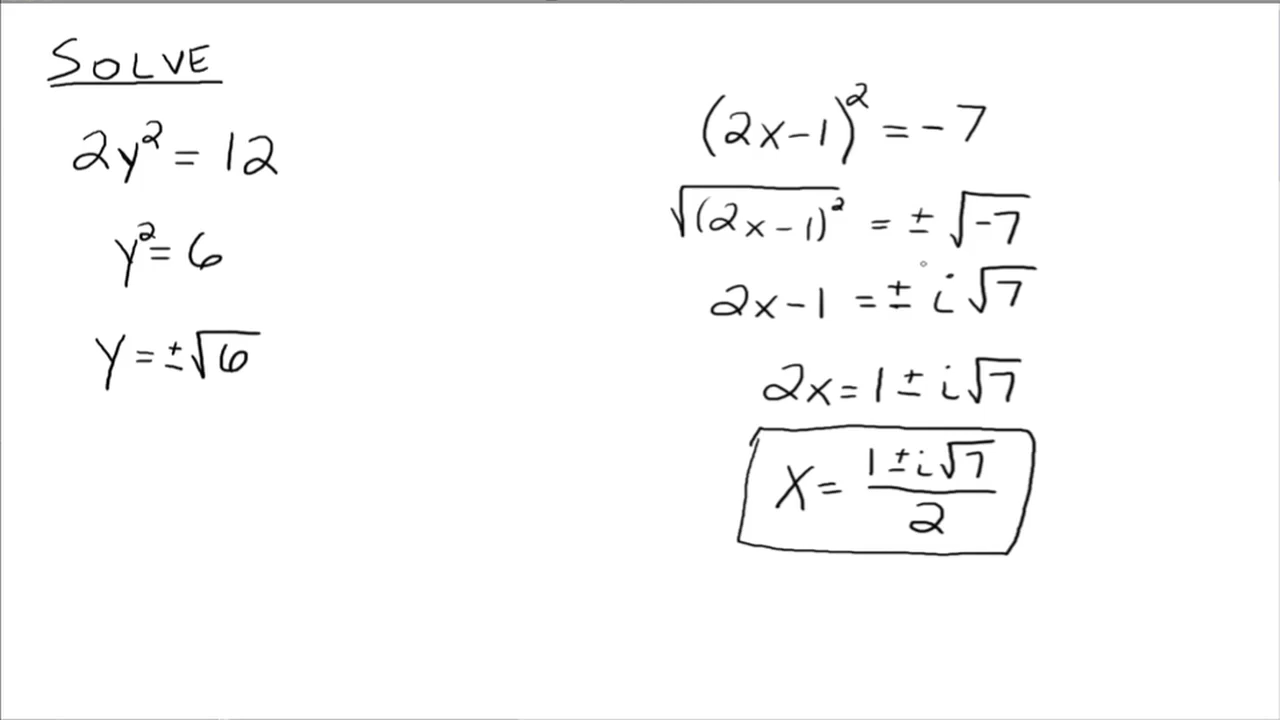 SOLVE
2y² = 12
y² = 6
y = ±√6
(2x-1)² = -7
√(2x-1)² = ±√-7
2x-1 = ±i√7
2x = 1±i√7
x = (1±i√7)/2